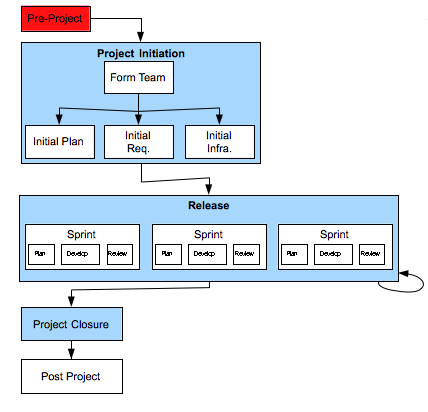 Pre-Project
Project Initiation
Form Team
Initial Plan
Initial
Req.
Initial
Infra.
Release
Sprint
Plan
Develop
Review
Sprint
Plan
Develop
Review
Sprint
Plan
Develop
Review
Project Closure
Post Project